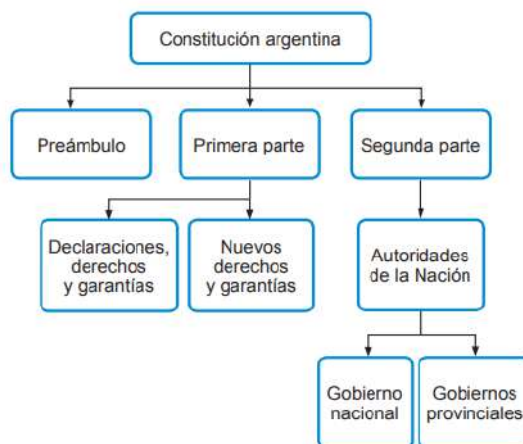 Constitución argentina
Preámbulo
Primera parte
Segunda parte
Declaraciones,
derechos
y garantías
Nuevos
derechos
y garantías
Autoridades
de la Nación
Gobierno
nacional
Gobiernos
provinciales